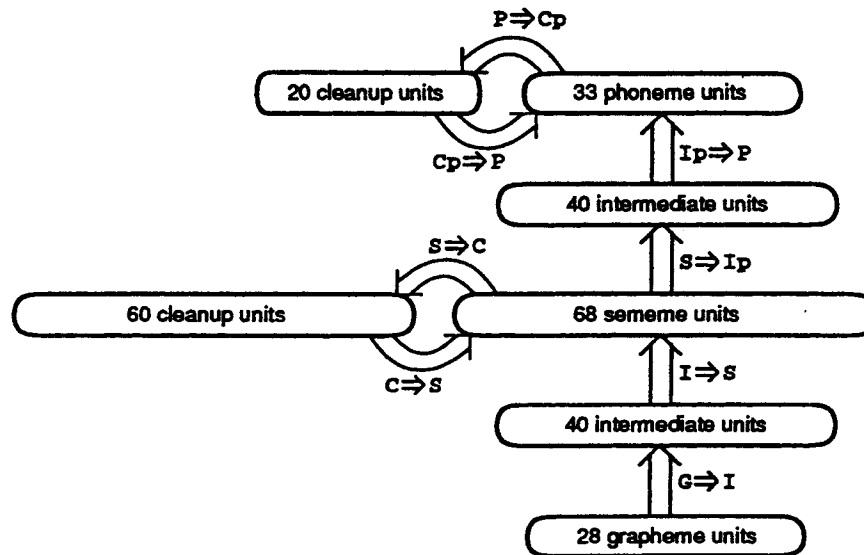 P⇒Cp
20 cleanup units
33 phoneme units
Cp⇒P
Ip⇒P
40 intermediate units
S⇒C
S⇒Ip
60 cleanup units
68 sememe units
C⇒S
I⇒S
40 intermediate units
G⇒I
28 grapheme units